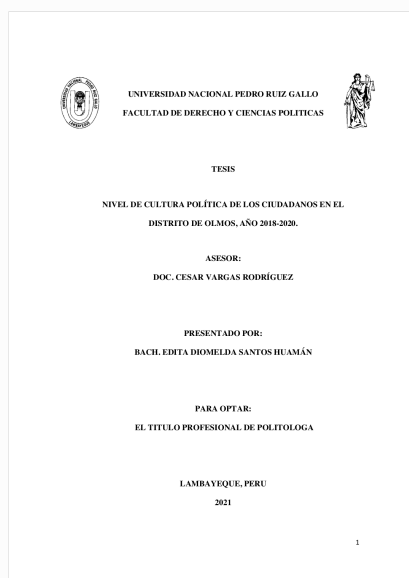 UNIVERSIDAD NACIONAL PEDRO RUIZ GALLO
FACULTAD DE DERECHO Y CIENCIAS POLITICAS
TESIS
NIVEL DE CULTURA POLÍTICA DE LOS CIUDADANOS EN EL
DISTRITO DE OLMOS, AÑO 2018-2020.
ASESOR:
DOC. CESAR VARGAS RODRÍGUEZ
PRESENTADO POR:
BACH. EDITA DIOMELDA SANTOS HUAMÁN
PARA OPTAR:
EL TITULO PROFESIONAL DE POLITOLOGA
LAMBAYEQUE, PERU
2021
1